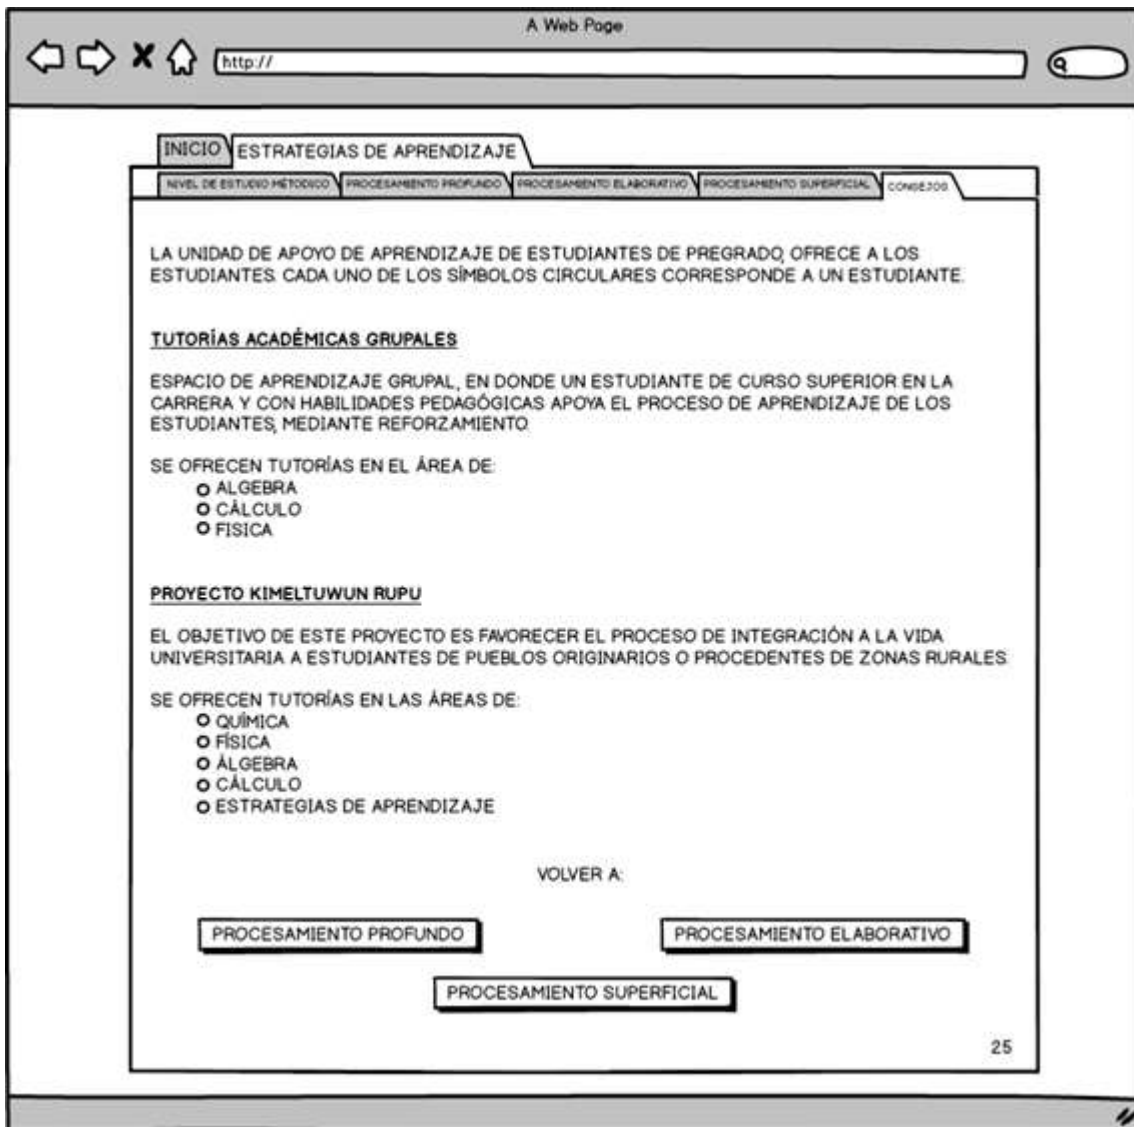 A Web Page
http://
INICIO ESTRATEGIAS DE APRENDIZAJE
NIVEL DE ESTUDIO MÉTODICO PROCESAMIENTO PROFUNDO PROCESAMIENTO ELABORATIVO PROCESAMIENTO SUPERFICIAL CONSEJOS
LA UNIDAD DE APOYO DE APRENDIZAJE DE ESTUDIANTES DE PREGRADO, OFRECE A LOS
ESTUDIANTES. CADA UNO DE LOS SÍMBOLOS CIRCULARES CORRESPONDE A UN ESTUDIANTE.
TUTORÍAS ACADÉMICAS GRUPALES
ESPACIO DE APRENDIZAJE GRUPAL, EN DONDE UN ESTUDIANTE DE CURSO SUPERIOR EN LA
CARRERA Y CON HABILIDADES PEDAGÓGICAS APOYA EL PROCESO DE APRENDIZAJE DE LOS
ESTUDIANTES, MEDIANTE REFORZAMIENTO.
SE OFRECEN TUTORÍAS EN EL ÁREA DE:
ALGEBRA
CÁLCULO
FISICA
PROYECTO KIMELTUWUN RUPU
EL OBJETIVO DE ESTE PROYECTO ES FAVORECER EL PROCESO DE INTEGRACIÓN A LA VIDA
UNIVERSITARIA A ESTUDIANTES DE PUEBLOS ORIGINARIOS O PROCEDENTES DE ZONAS RURALES.
SE OFRECEN TUTORÍAS EN LAS ÁREAS DE:
QUÍMICA
FÍSICA
ÁLGEBRA
CÁLCULO
ESTRATEGIAS DE APRENDIZAJE
VOLVER A:
PROCESAMIENTO PROFUNDO PROCESAMIENTO ELABORATIVO
PROCESAMIENTO SUPERFICIAL
25